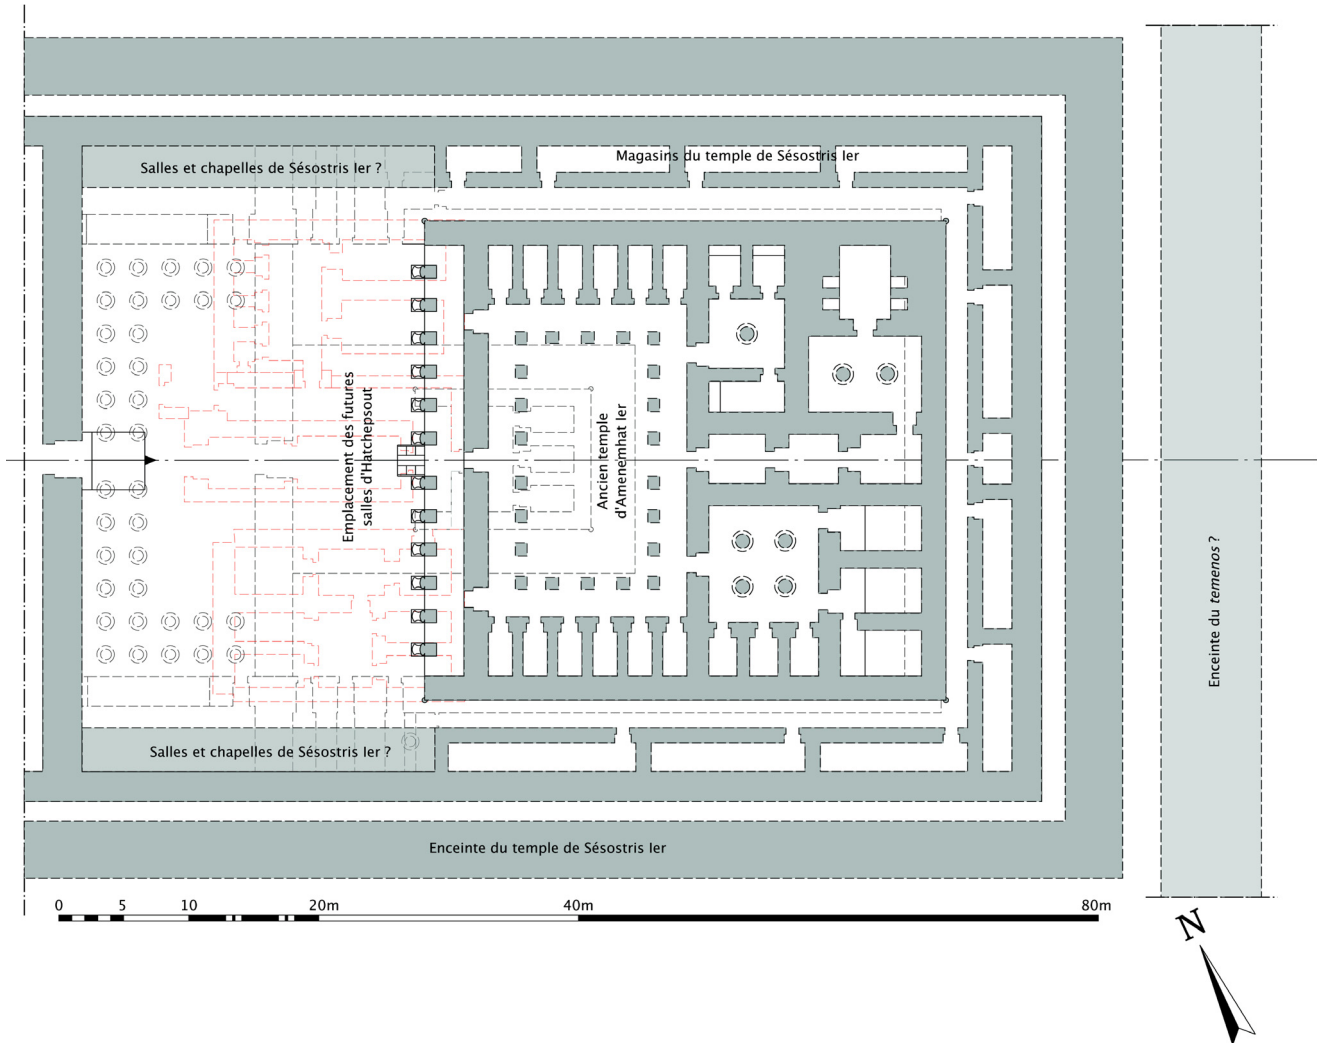 Salles et chapelles de Sésostris Ier ?
Magasins du temple de Sésostris Ier
Emplacement des futures
salles d'Hatchepsout
Ancien temple
d'Amenemhat Ier
Enceinte du temenos ?
Salles et chapelles de Sésostris Ier ?
Enceinte du temple de Sésostris Ier
0 5 10 20m 40m 80m
N